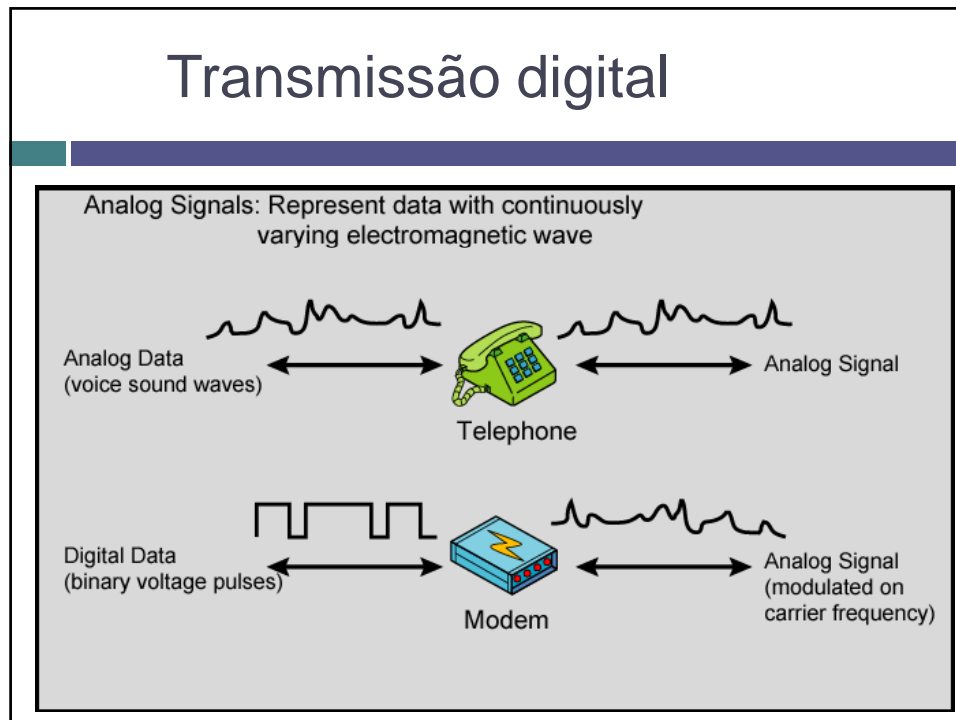 Transmissão digital
Analog Signals: Represent data with continuously
varying electromagnetic wave
Analog Data
(voice sound waves)
Telephone
Analog Signal
Digital Data
(binary voltage pulses)
Modem
Analog Signal
(modulated on
carrier frequency)